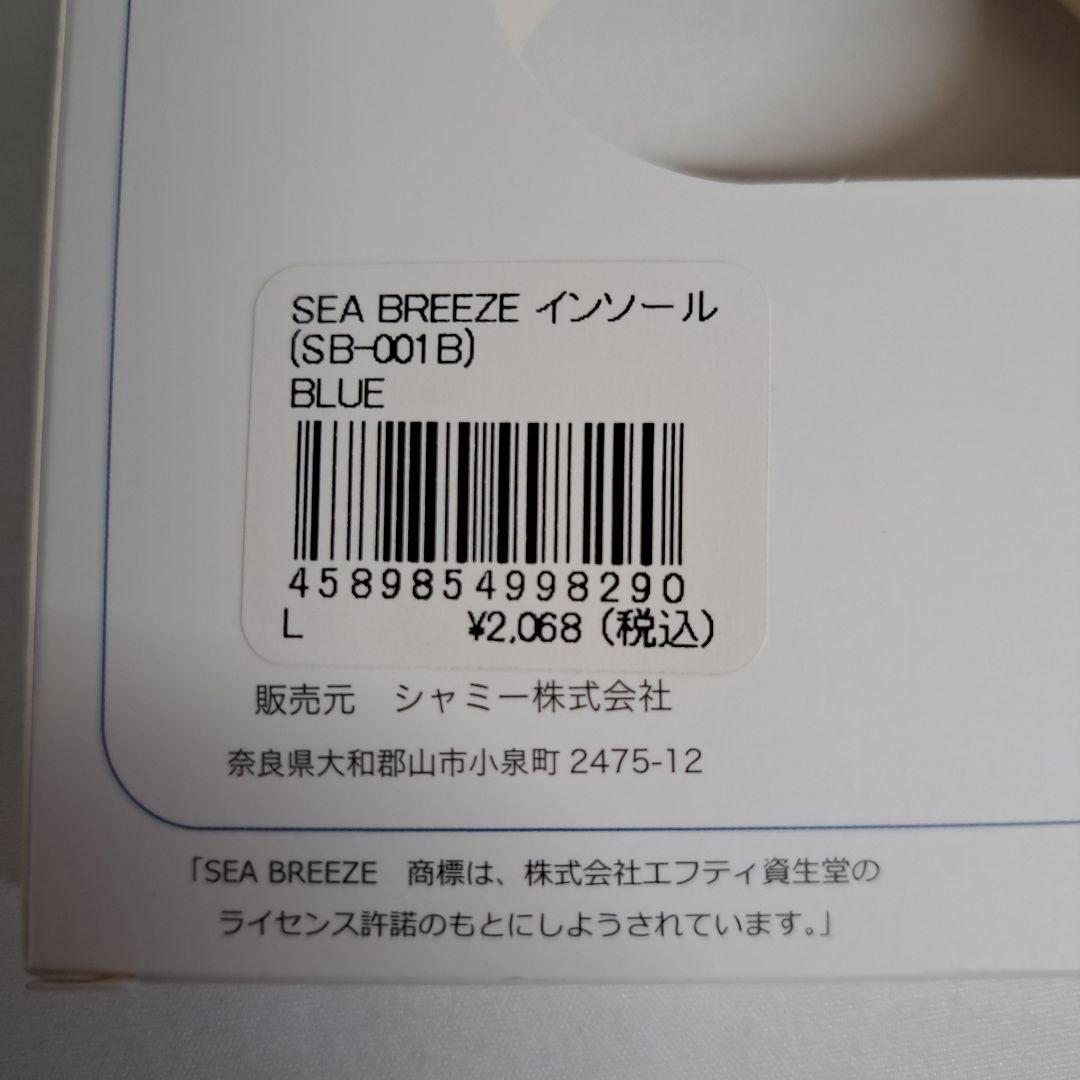 SEA BREEZE インソール
(SB-001B)
BLUE
4589854998290
L ¥2,068 (税込)
販売元 シャミー株式会社
奈良県大和郡山市小泉町 2475-12
「SEA BREEZE 商標は、株式会社エフティ資生堂の
ライセンス許諾のもとにしようされています。」